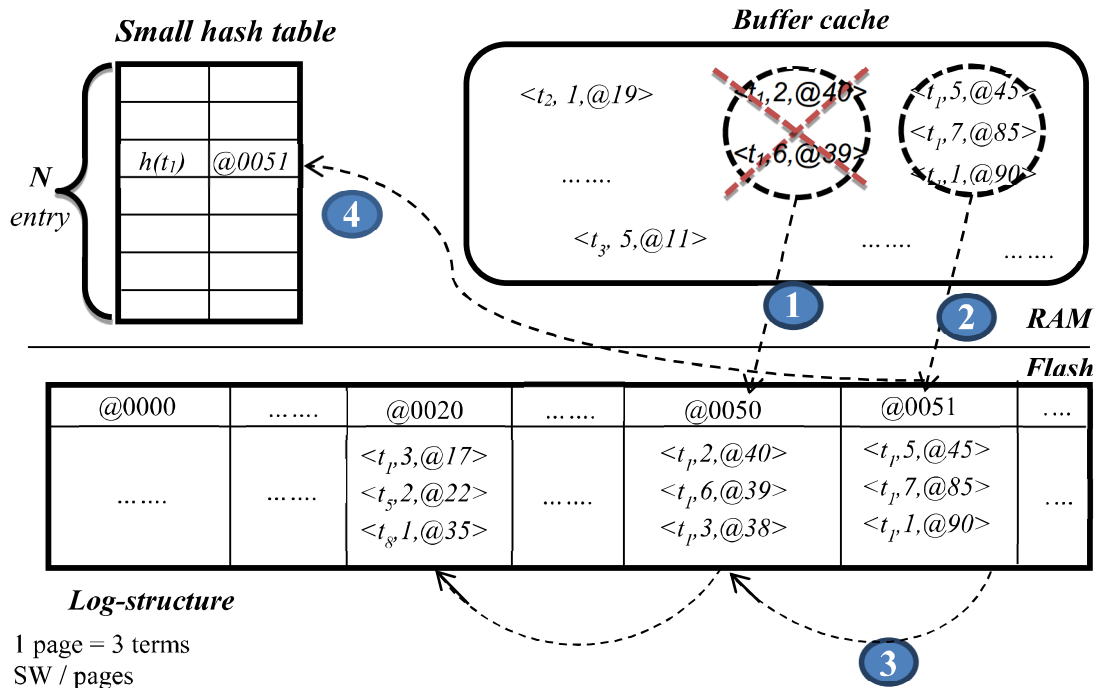 Small hash table
Buffer cache
h(t1) @0051
N
entry
4
<t2, 1,@19>
…….
<t3, 5,@11>
<t1,2,@40>
<t1,6,@39>
<t1,5,@45>
<t1,7,@85>
<t1,1,@90>
…….
…….
1
2
RAM
Flash
@0000 ……. @0020 ……. @0050 @0051 ….
……. ……. <t1,3,@17> ……. <t1,2,@40> <t1,5,@45> ….
<t5,2,@22> <t1,6,@39> <t1,7,@85>
<t8,1,@35> <t1,3,@38> <t1,1,@90>
Log-structure
3
1 page = 3 terms
SW / pages